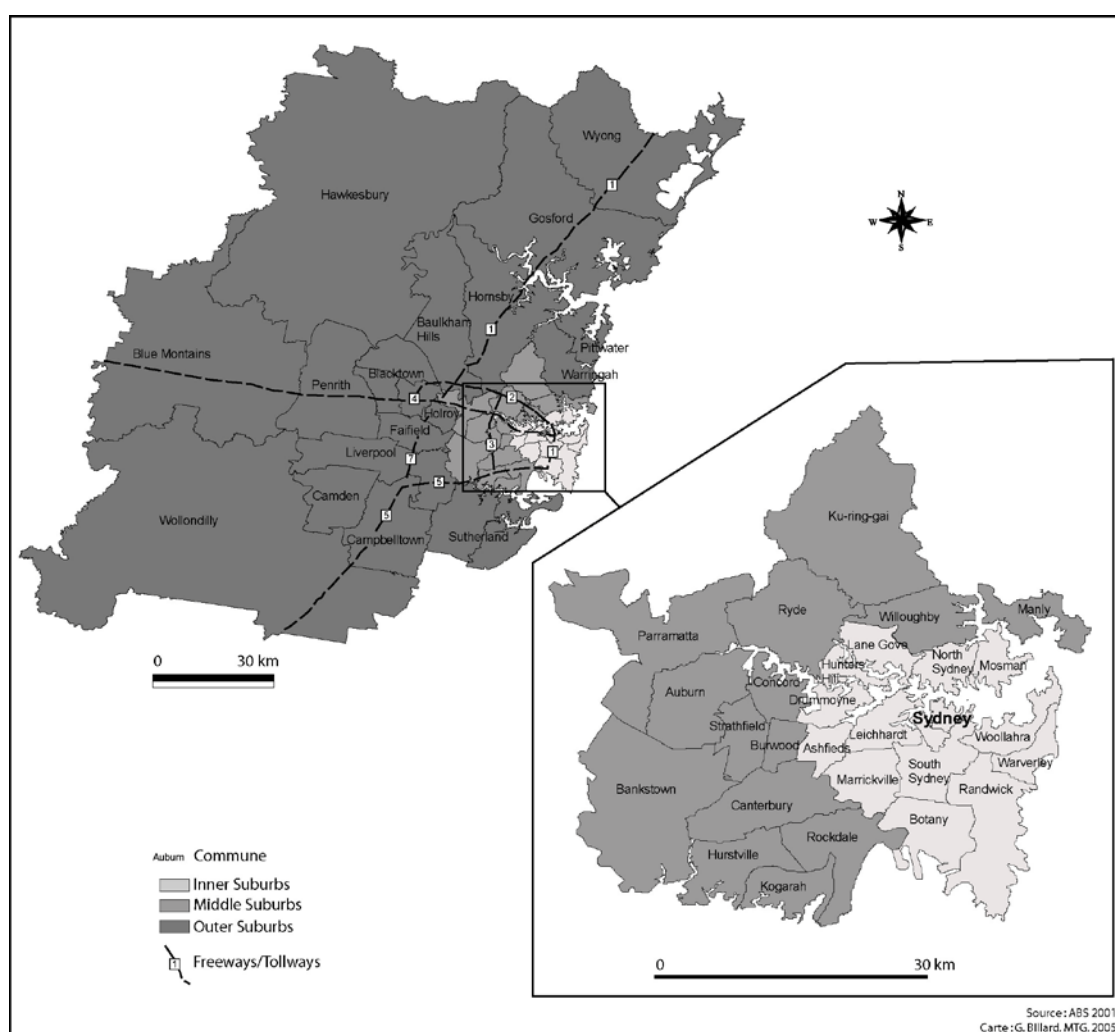 Wyong
1
Hawkesbury
Gosford
N
W
E
S
Hornsby
Baulkham
Hills
1
Pittwater
Blue Montains
Blacktown
Warringah
Penrith
2
4
Holroy
Faifield
3
1
Liverpool
7
5
Camden
Wollondilly
5
Campbelltown
Sutherland
0 30 km
Ku-ring-gai
Ryde
Willoughby
Manly
Parramatta
Lane Gove
Hunters
Hill
North
Sydney
Mosman
Concord
Auburn
Drummoyne
Sydney
Strathfield
Leichhardt
Woollahra
Burwood
Ashfieds
Warverley
South
Sydney
Marrickville
Bankstown
Randwick
Canterbury
Botany
Rockdale
Hurstville
Kogarah
0 30 km
Auburn Commune
Inner Suburbs
Middle Suburbs
Outer Suburbs
1 Freeways/Tollways
Source : ABS 2001
Carte : G. Billard. MTG. 2005